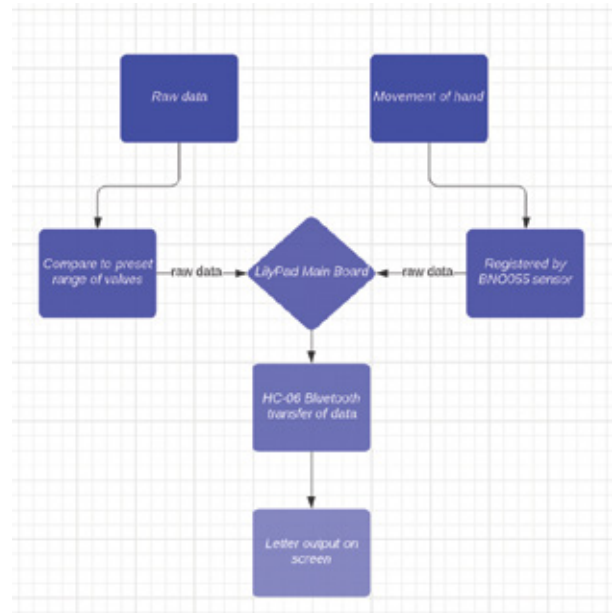 Raw data
Movement of hand
Compare to preset
range of values
raw data
LilyPad Main Board
raw data
Registered by
BNO055 sensor
HC-06 Bluetooth
transfer of data
Letter output on
screen